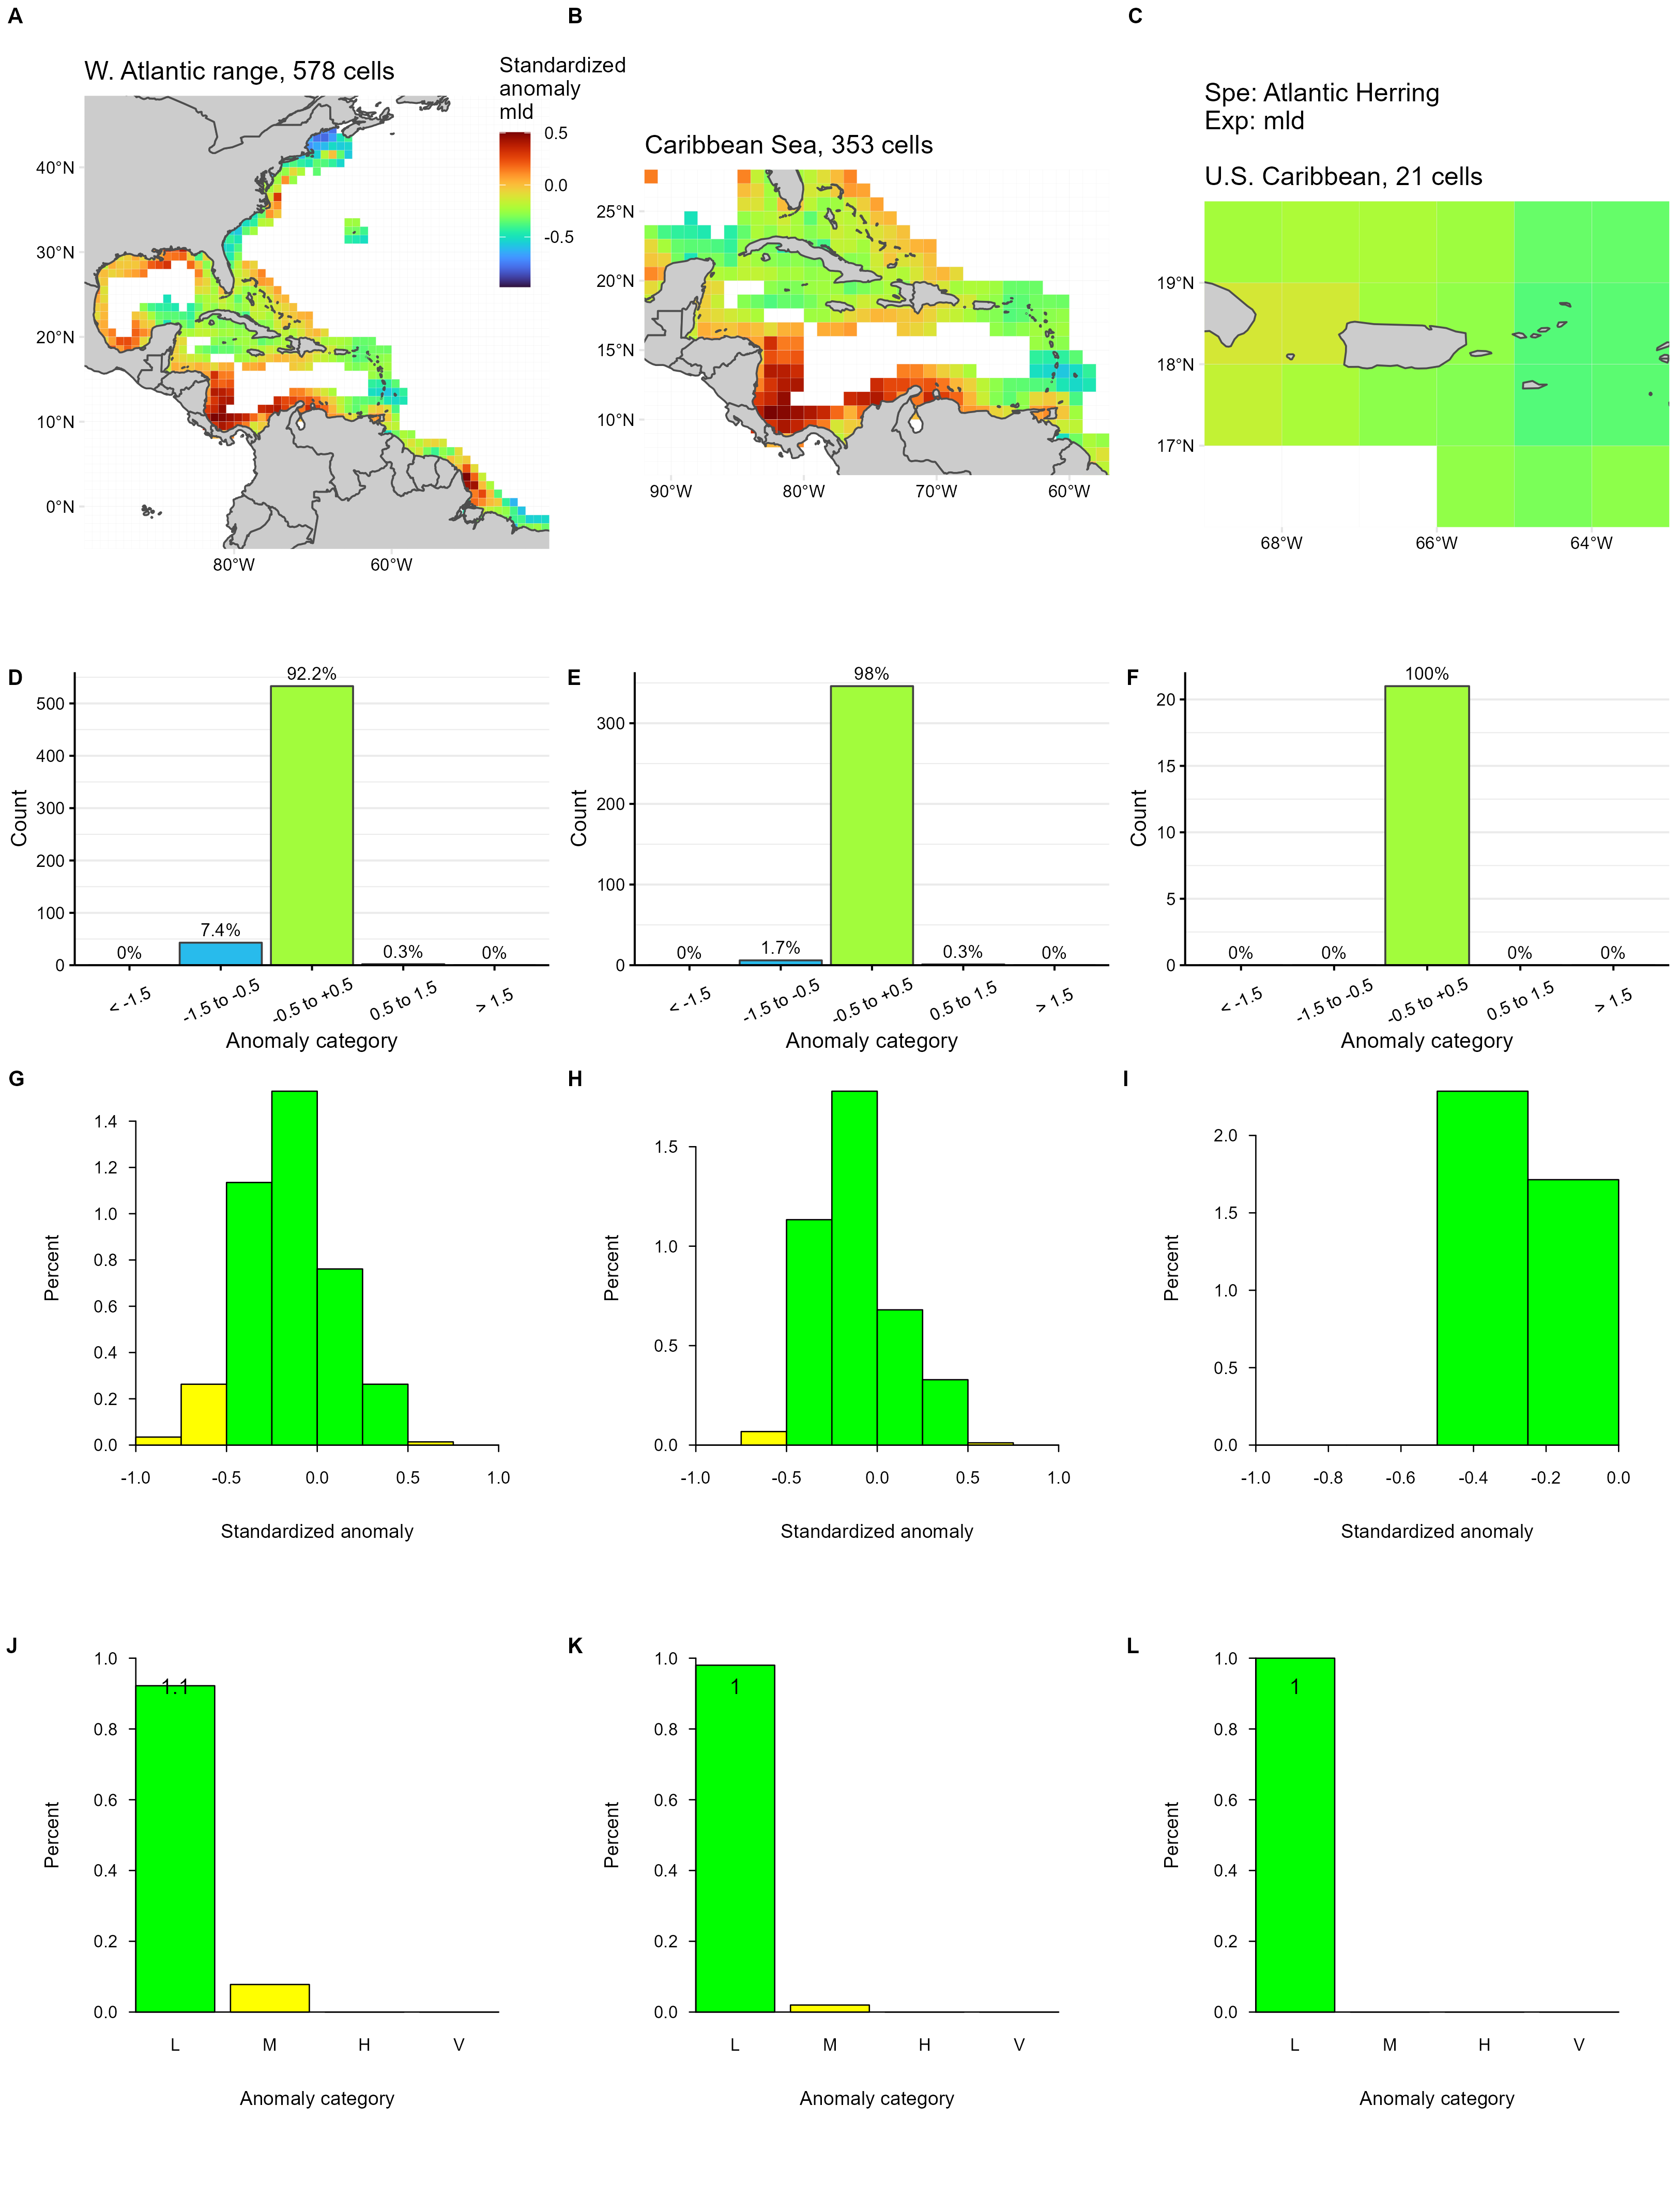 A
B
C
W. Atlantic range, 578 cells
Standardized
anomaly
mld
0.5
0.0
-0.5
40°N
30°N
20°N
10°N
0°N
80°W
60°W
Caribbean Sea, 353 cells
25°N
20°N
15°N
10°N
90°W
80°W
70°W
60°W
Spe: Atlantic Herring
Exp: mld
U.S. Caribbean, 21 cells
19°N
18°N
17°N
68°W
66°W
64°W
D
Count
500
400
300
200
100
0
0%
7.4%
92.2%
0.3%
0%
< -1.5
-1.5 to -0.5
-0.5 to +0.5
0.5 to 1.5
> 1.5
Anomaly category
E
Count
300
200
100
0
0%
1.7%
98%
0.3%
0%
< -1.5
-1.5 to -0.5
-0.5 to +0.5
0.5 to 1.5
> 1.5
Anomaly category
F
Count
20
15
10
5
0
0%
0%
100%
0%
0%
< -1.5
-1.5 to -0.5
-0.5 to +0.5
0.5 to 1.5
> 1.5
Anomaly category
G
Percent
1.4
1.2
1.0
0.8
0.6
0.4
0.2
0.0
-1.0
-0.5
0.0
0.5
1.0
Standardized anomaly
H
Percent
1.5
1.0
0.5
0.0
-1.0
-0.5
0.0
0.5
1.0
Standardized anomaly
I
Percent
2.0
1.5
1.0
0.5
0.0
-1.0
-0.8
-0.6
-0.4
-0.2
0.0
Standardized anomaly
J
Percent
1.0
0.8
0.6
0.4
0.2
0.0
1.1
L
M
H
V
Anomaly category
K
Percent
1.0
0.8
0.6
0.4
0.2
0.0
1
L
M
H
V
Anomaly category
L
Percent
1.0
0.8
0.6
0.4
0.2
0.0
1
L
M
H
V
Anomaly category